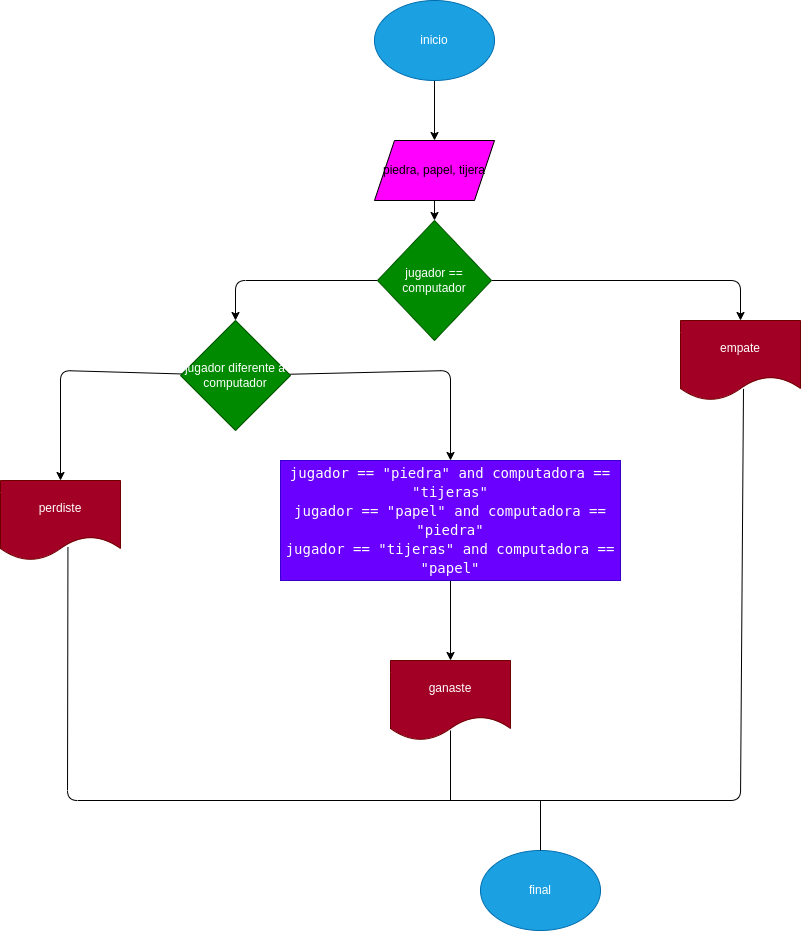 inicio
piedra, papel, tijera
jugador ==
computador
jugador diferente a
computador
empate
perdiste
jugador == "piedra" and computadora ==
"tijeras"
jugador == "papel" and computadora ==
"piedra"
jugador == "tijeras" and computadora ==
"papel"
ganaste
final